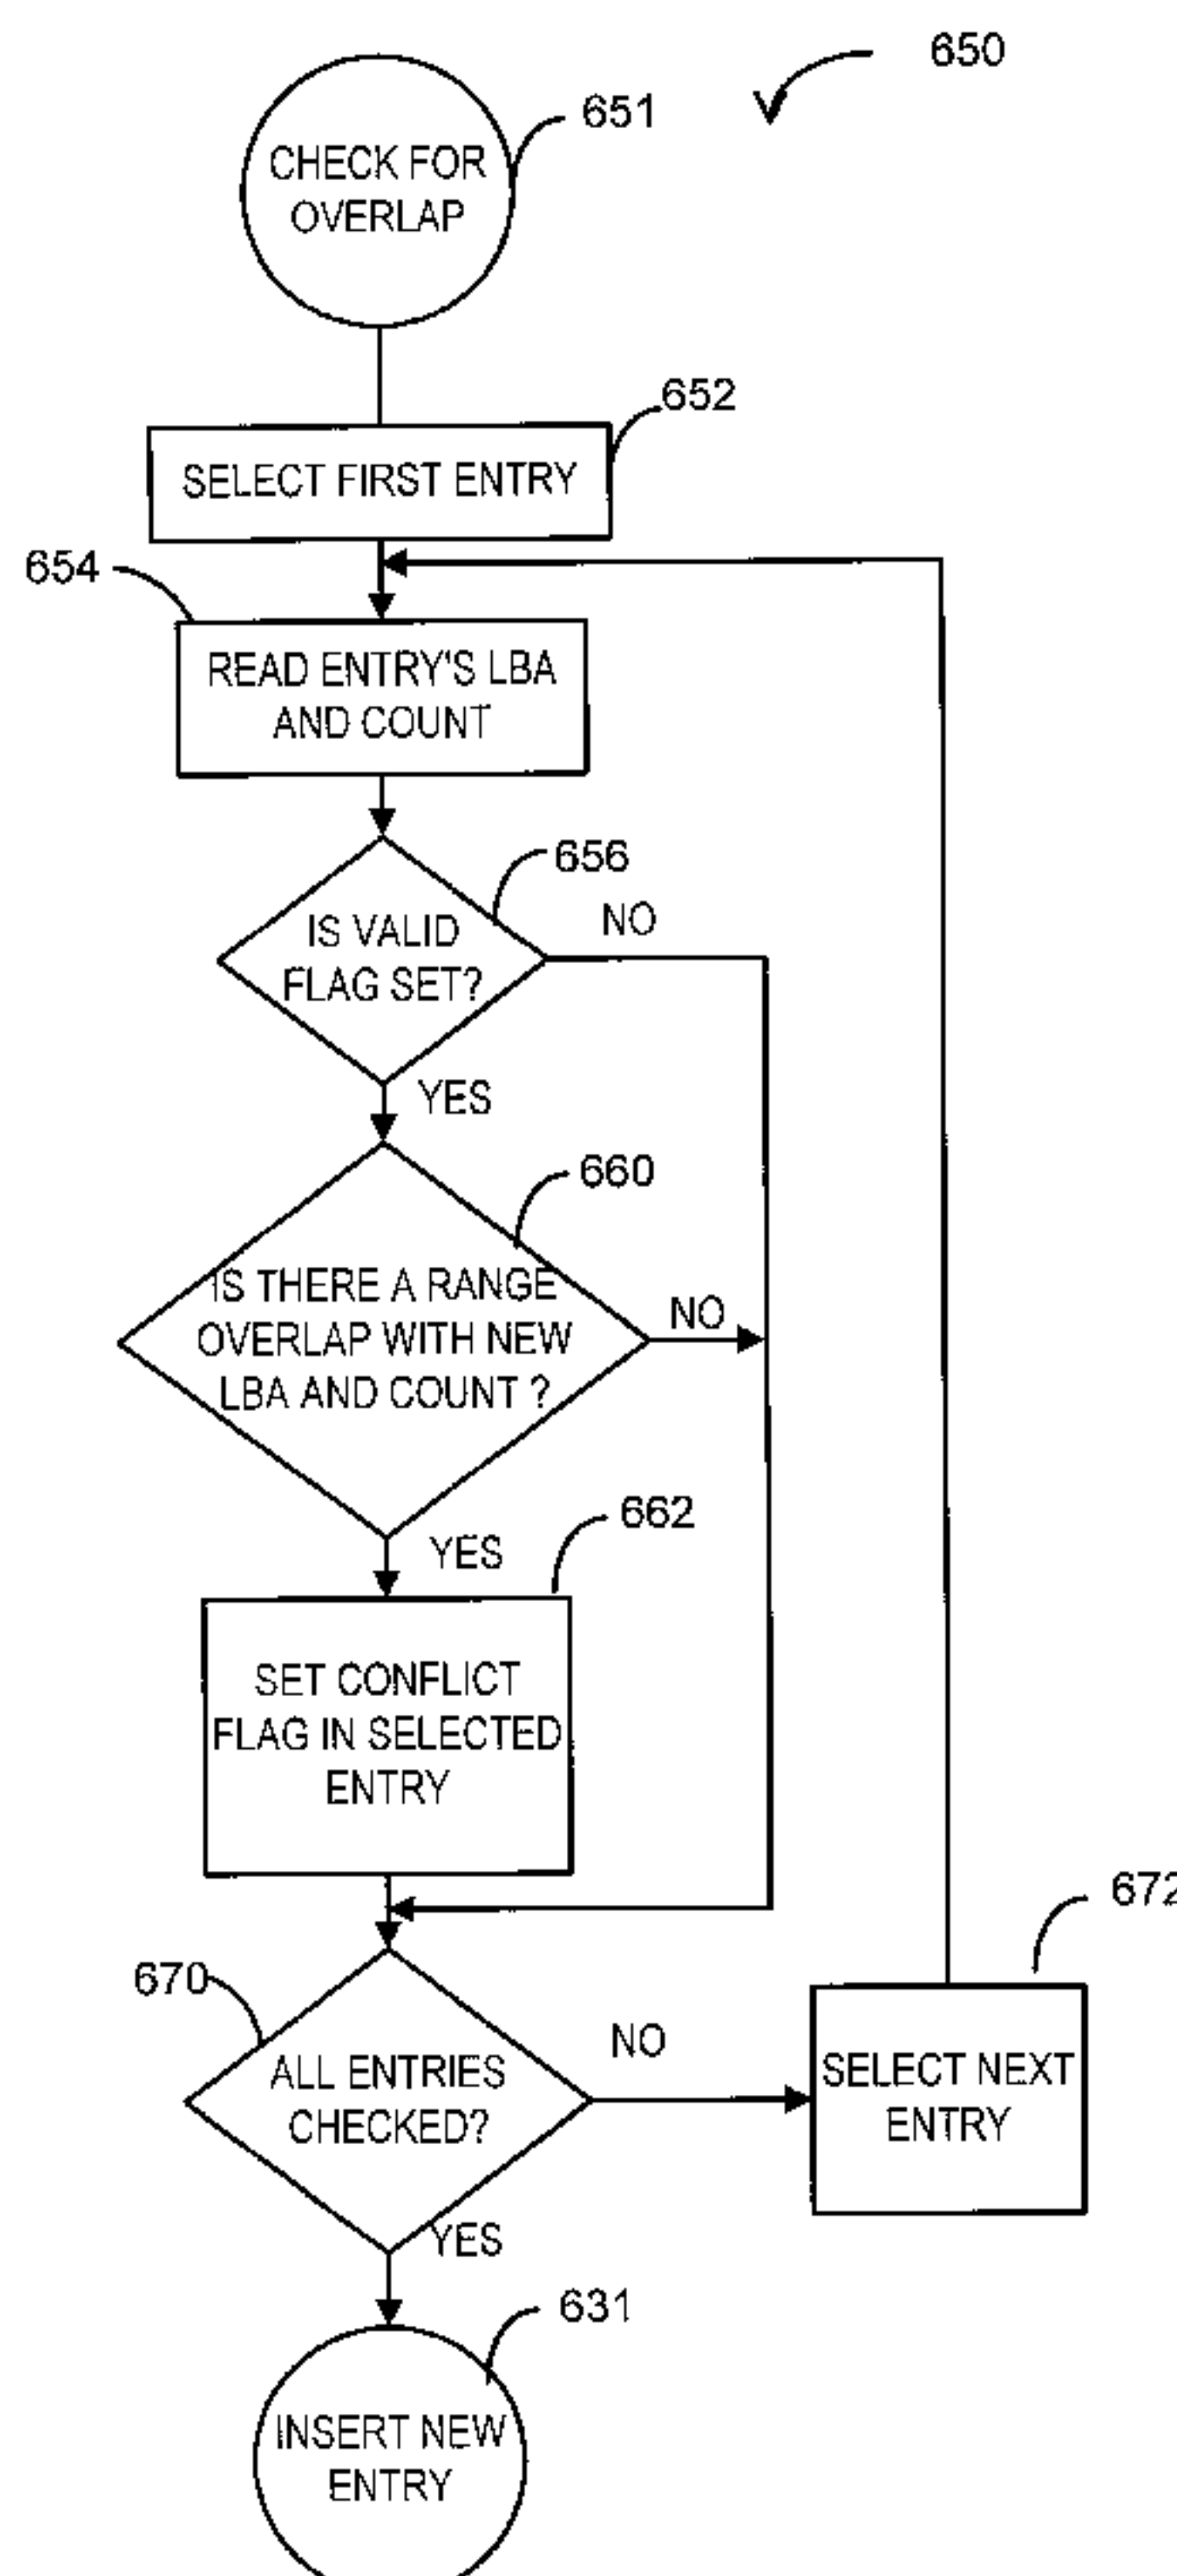 650
651
CHECK FOR
OVERLAP
652
SELECT FIRST ENTRY
654
READ ENTRY'S LBA
AND COUNT
656
IS VALID
FLAG SET?
NO
YES
660
IS THERE A RANGE
OVERLAP WITH NEW
LBA AND COUNT ?
NO
YES
662
SET CONFLICT
FLAG IN SELECTED
ENTRY
672
670
ALL ENTRIES
CHECKED?
NO
SELECT NEXT
ENTRY
YES
631
INSERT NEW
ENTRY